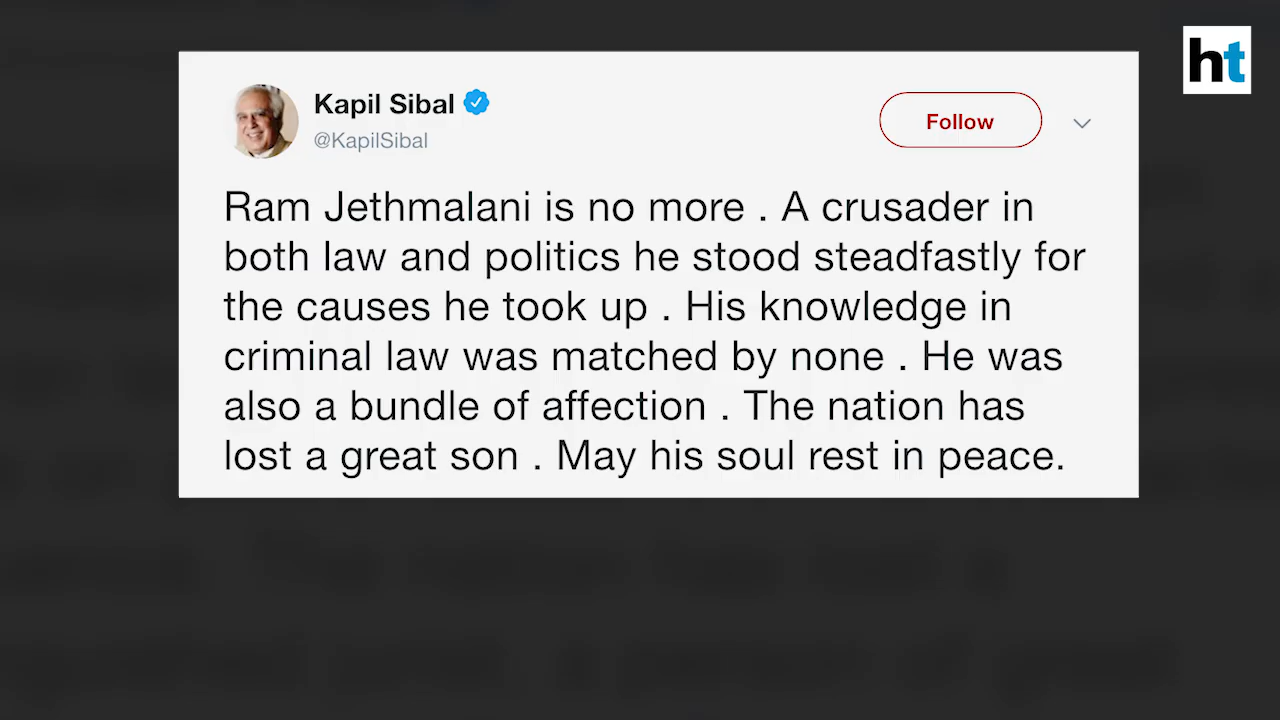 ht
Kapil Sibal
@KapilSibal
Follow
Ram Jethmalani is no more . A crusader in
both law and politics he stood steadfastly for
the causes he took up . His knowledge in
criminal law was matched by none . He was
also a bundle of affection . The nation has
lost a great son . May his soul rest in peace.